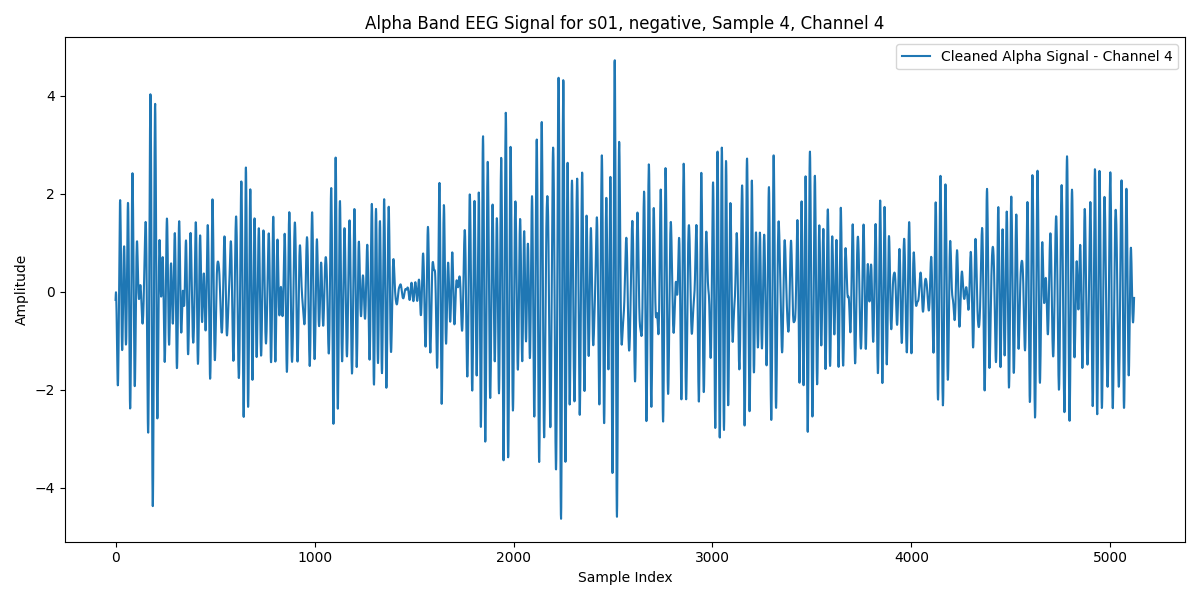 Alpha Band EEG Signal for s01, negative, Sample 4, Channel 4
Cleaned Alpha Signal - Channel 4
Amplitude
4
2
0
−2
−4
0 1000 2000 3000 4000 5000
Sample Index